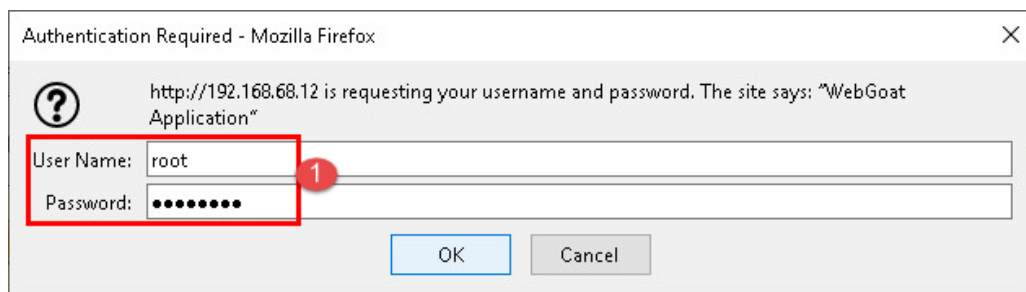 Authentication Required - Mozilla Firefox
http://192.168.68.12 is requesting your username and password. The site says: “WebGoat
Application“
User Name: root
1
Password: ●●●●●●●●
OK Cancel